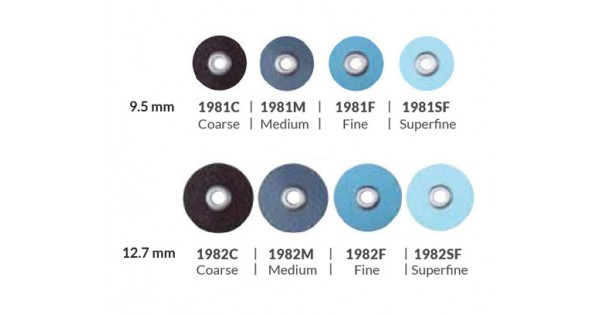 9.5 mm 1981C | 1981M | 1981F | 1981SF
Coarse | Medium | Fine | Superfine
12.7 mm 1982C | 1982M | 1982F | 1982SF
Coarse | Medium | Fine | Superfine